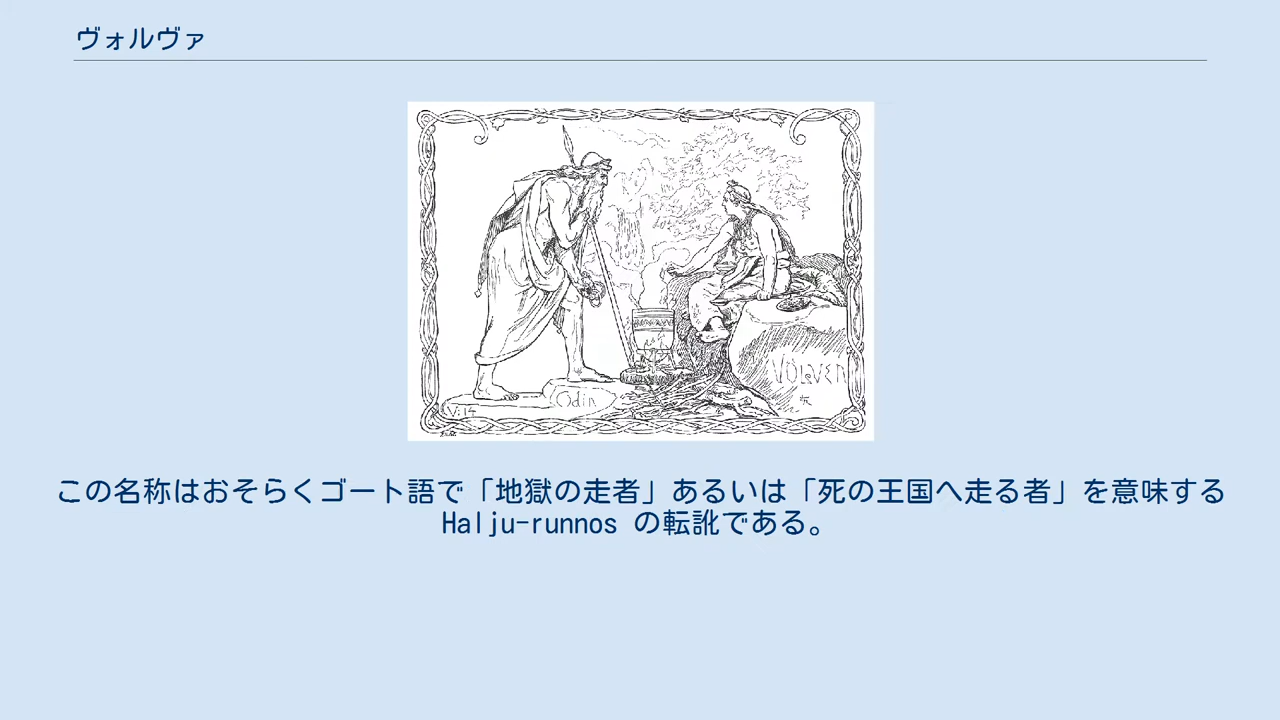 ヴォルヴァ
Odin
VÖLVEN
この名称はおそらくゴート語で「地獄の走者」あるいは「死の王国へ走る者」を意味する
Halju-runnos の転訛である。